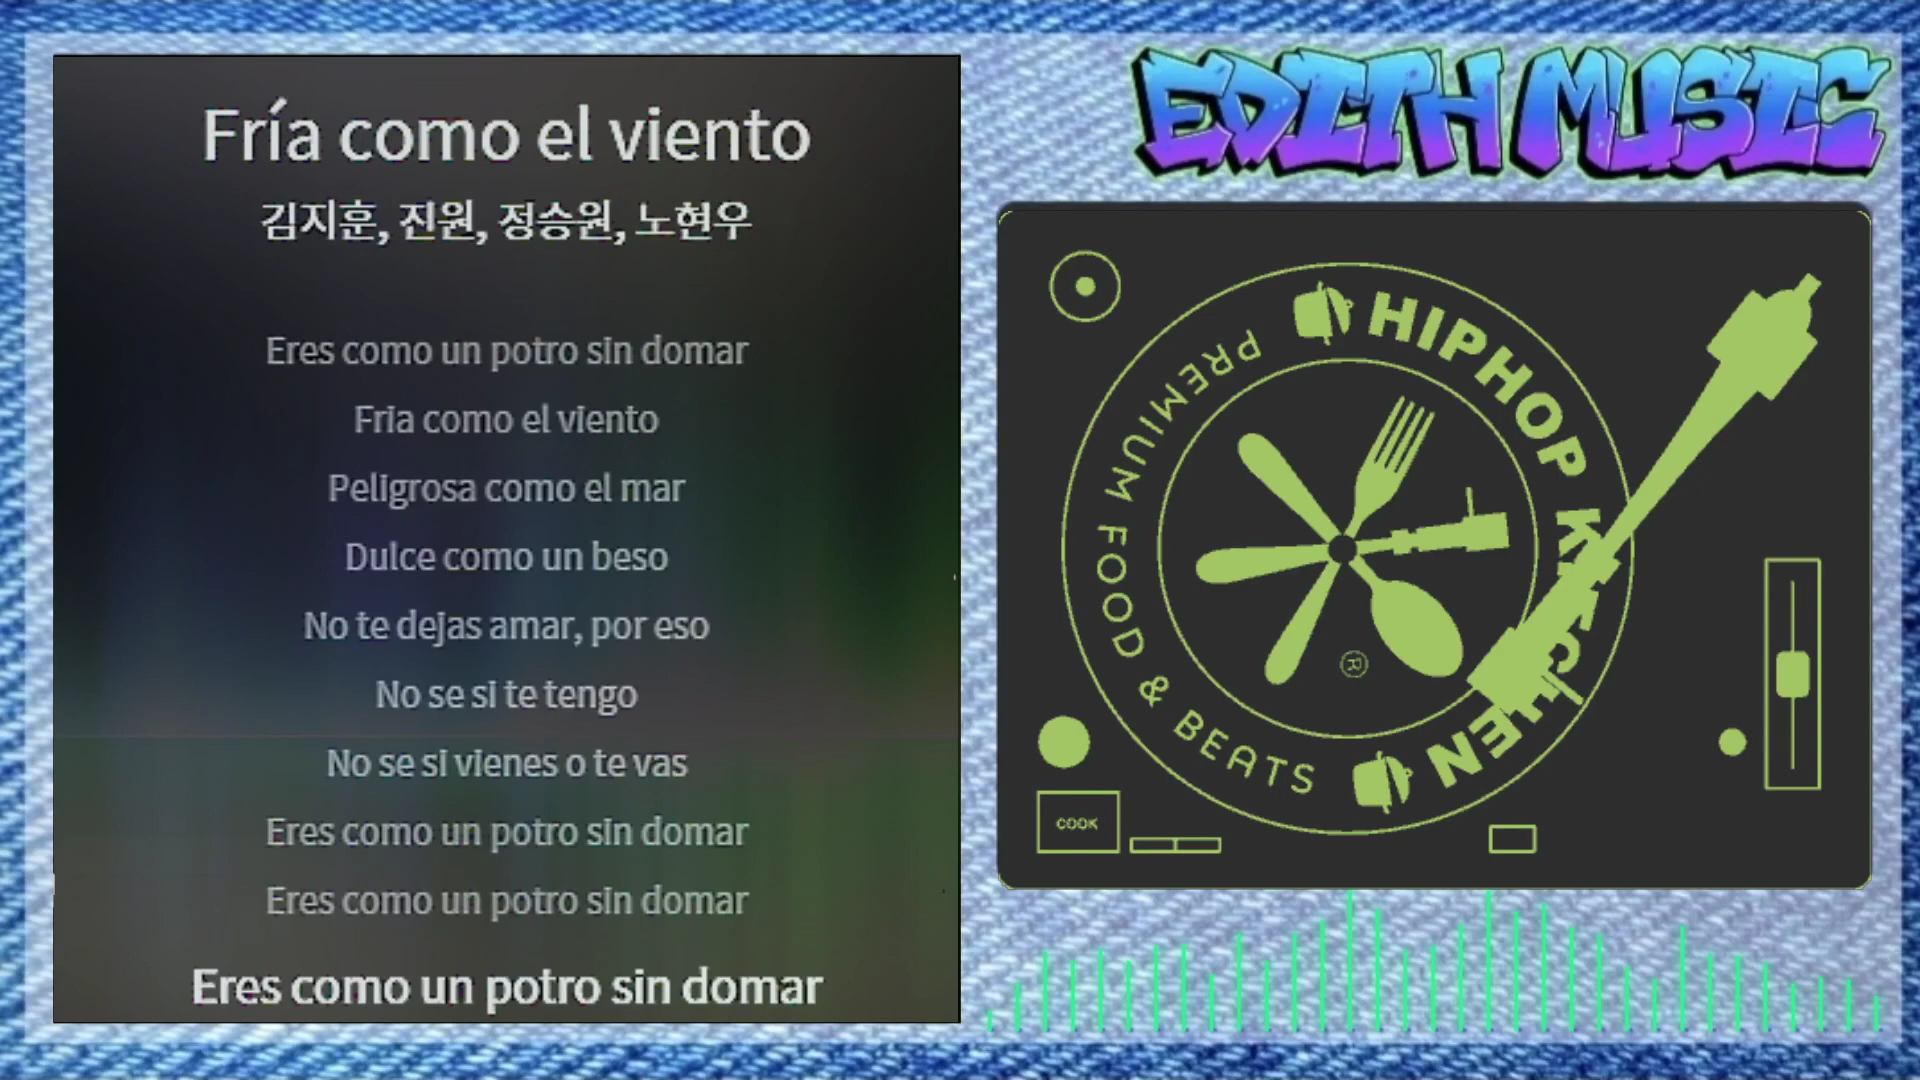 Fría como el viento
김지훈, 진원, 정승원, 노현우
Eres como un potro sin domar
Fria como el viento
Peligrosa como el mar
Dulce como un beso
No te dejas amar, por eso
No se si te tengo
No se si vienes o te vas
Eres como un potro sin domar
Eres como un potro sin domar
Eres como un potro sin domar
EDITH MUSIC
HIPHOP KITCHEN
PREMIUM FOOD & BEATS
®
COOK